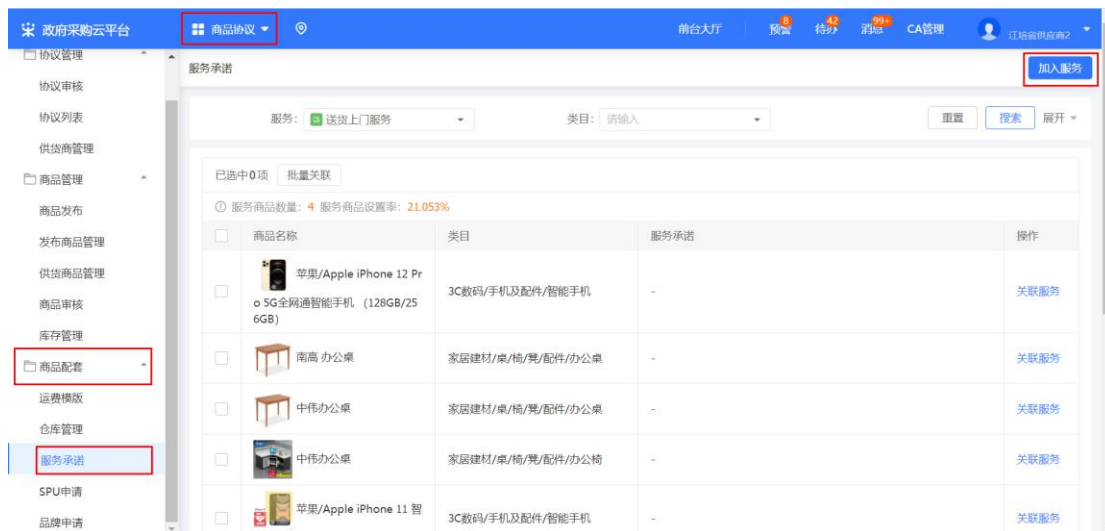 政府采购云平台
商品协议
前台大厅
预警
8
待办
42
消息
99+
CA管理
江培省供应商2
协议管理
协议审核
协议列表
供货商管理
商品管理
商品发布
发布商品管理
供货商品管理
商品审核
库存管理
商品配套
运费模版
仓库管理
服务承诺
SPU申请
品牌申请
服务承诺
加入服务
服务： 送货上门服务
类目： 请输入
重置
搜索
展开
已选中0项 批量关联
服务商品数量：4 服务商品设置率：21.053%
商品名称 类目 服务承诺 操作
苹果/Apple iPhone 12 Pr
o 5G全网通智能手机 （128GB/25
6GB）
3C数码/手机及配件/智能手机 - 关联服务
南高 办公桌 家居建材/桌/椅/凳/配件/办公桌 - 关联服务
中伟办公桌 家居建材/桌/椅/凳/配件/办公桌 - 关联服务
中伟办公桌 家居建材/桌/椅/凳/配件/办公椅 - 关联服务
苹果/Apple iPhone 11 智
3C数码/手机及配件/智能手机 - 关联服务